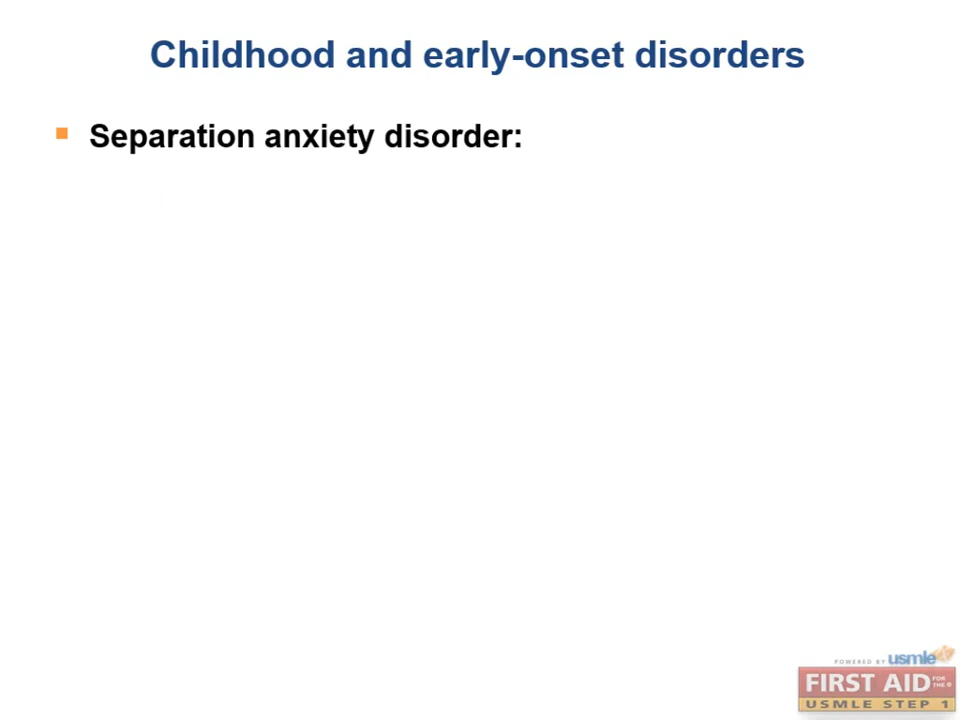 Childhood and early-onset disorders
Separation anxiety disorder:
POWERED BY usmle
FIRST AID FOR THE®
USMLE STEP 1